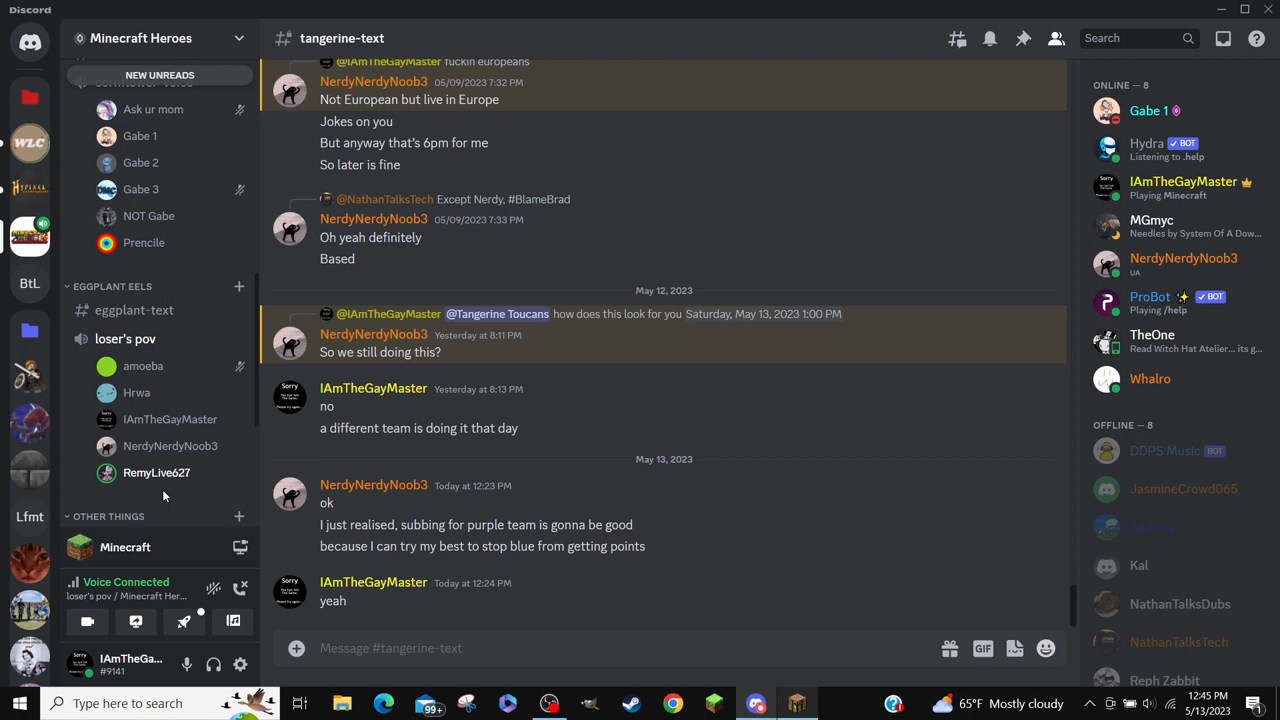 Discord
Minecraft Heroes
tangerine-text
Search
NEW UNREADS
Ask ur mom
Gabe 1
Gabe 2
Gabe 3
NOT Gabe
Prencile
EGGPLANT EELS
eggplant-text
loser's pov
amoeba
Hrwa
IAmTheGayMaster
NerdyNerdyNoob3
RemyLive627
OTHER THINGS
Minecraft
Voice Connected
loser's pov / Minecraft Her...
IAmTheGa...
#9141
WLC
HYPIXEL
BtL
Lfmt
@IAmTheGayMaster fuckin europeans
NerdyNerdyNoob3 05/09/2023 7:32 PM
Not European but live in Europe
Jokes on you
But anyway that's 6pm for me
So later is fine
@NathanTalksTech Except Nerdy, #BlameBrad
NerdyNerdyNoob3 05/09/2023 7:33 PM
Oh yeah definitely
Based
May 12, 2023
@IAmTheGayMaster @Tangerine Toucans how does this look for you Saturday, May 13, 2023 1:00 PM
NerdyNerdyNoob3 Yesterday at 8:11 PM
So we still doing this?
IAmTheGayMaster Yesterday at 8:13 PM
no
a different team is doing it that day
May 13, 2023
NerdyNerdyNoob3 Today at 12:23 PM
ok
I just realised, subbing for purple team is gonna be good
because I can try my best to stop blue from getting points
IAmTheGayMaster Today at 12:24 PM
yeah
Message #tangerine-text
GIF
ONLINE — 8
Gabe 1
Hydra ✓ BOT
Listening to .help
IAmTheGayMaster
Playing Minecraft
MGmyc
Needles by System Of A Dow...
NerdyNerdyNoob3
UA
ProBot ✨ ✓ BOT
Playing /help
TheOne
Read Witch Hat Atelier... its g...
Whalro
OFFLINE — 8
DDPS Music BOT
JasmineCrowd065
Kal
NathanTalksDubs
NathanTalksTech
Reph Zabbit
Type here to search
99+
65°F Mostly cloudy
12:45 PM
5/13/2023